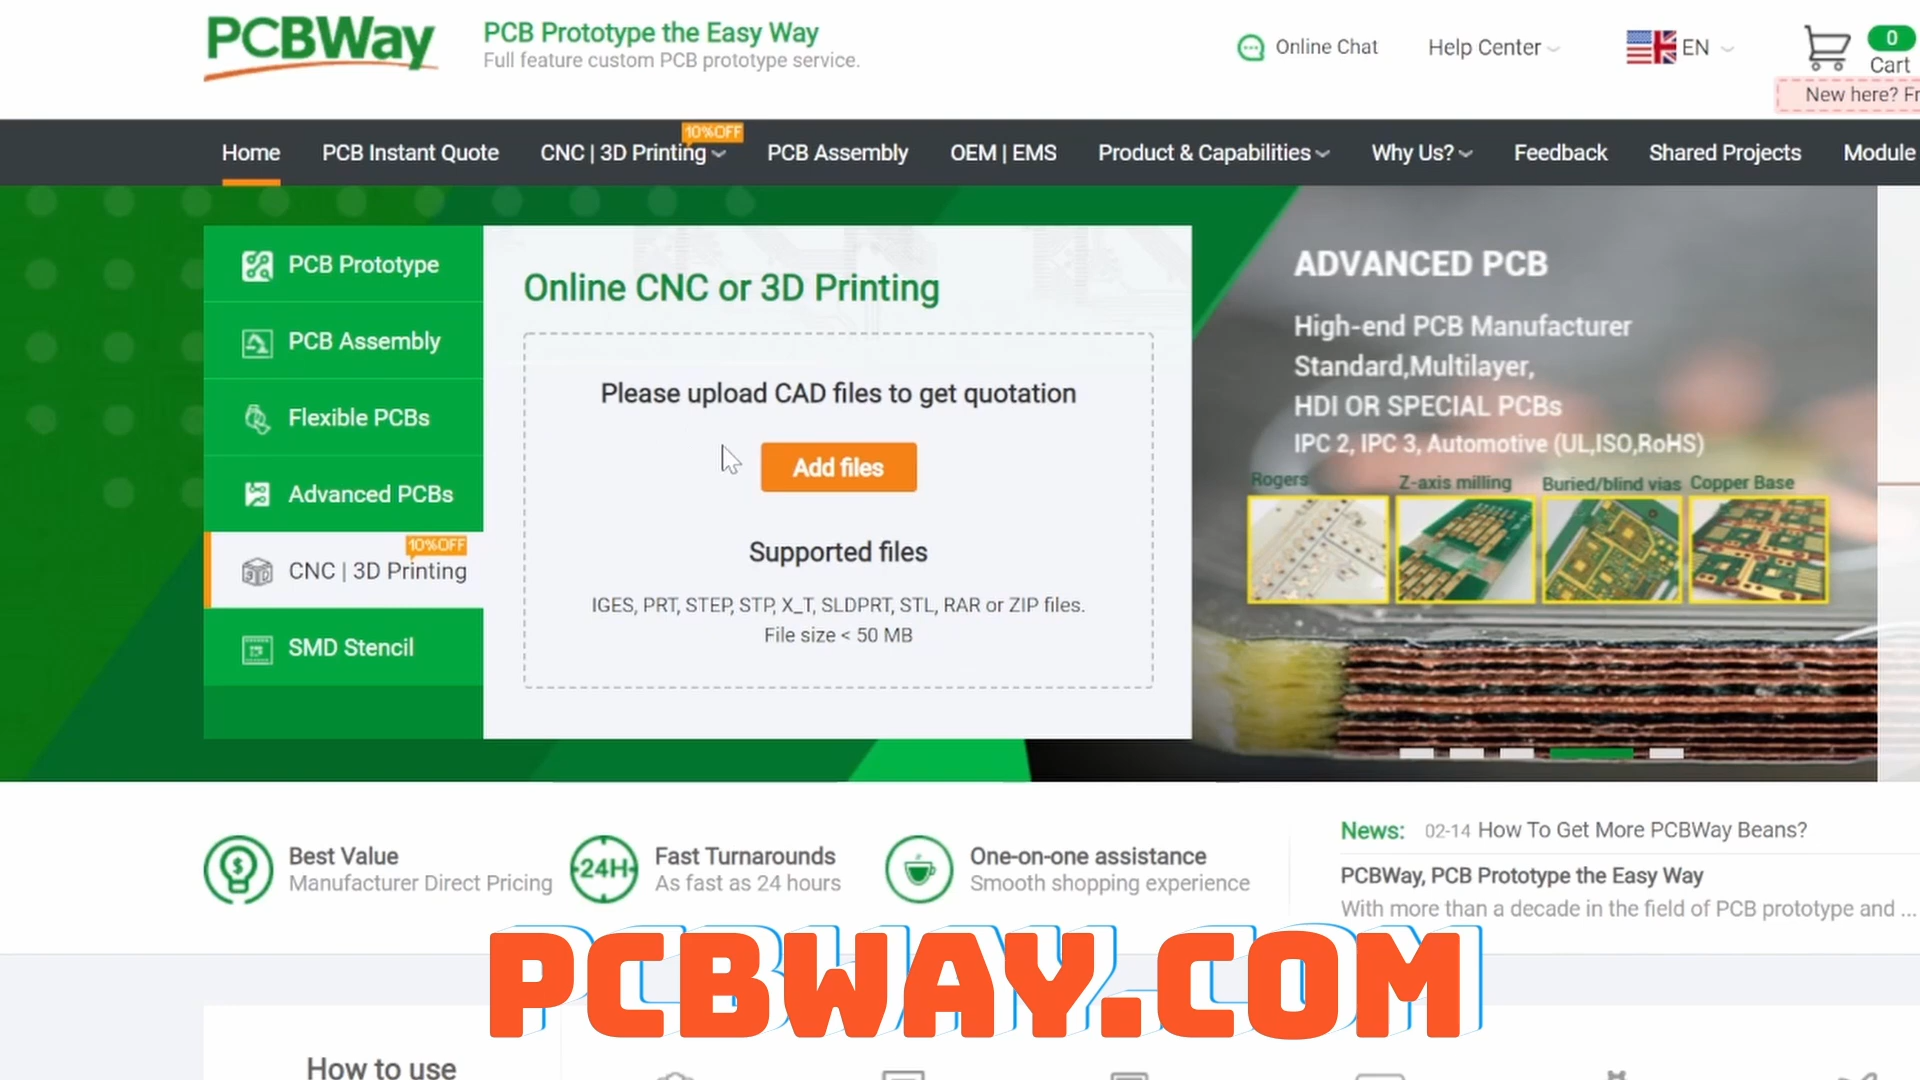 PCBWay
PCB Prototype the Easy Way
Full feature custom PCB prototype service.
Online Chat
Help Center
EN
0
Cart
New here? Fr
Home
PCB Instant Quote
CNC | 3D Printing
10%OFF
PCB Assembly
OEM | EMS
Product & Capabilities
Why Us?
Feedback
Shared Projects
Module
PCB Prototype
PCB Assembly
Flexible PCBs
Advanced PCBs
10%OFF
CNC | 3D Printing
SMD Stencil
Online CNC or 3D Printing
Please upload CAD files to get quotation
Add files
Supported files
IGES, PRT, STEP, STP, X_T, SLDPRT, STL, RAR or ZIP files.
File size < 50 MB
ADVANCED PCB
High-end PCB Manufacturer
Standard,Multilayer,
HDI OR SPECIAL PCBs
IPC 2, IPC 3, Automotive (UL,ISO,RoHS)
Rogers
Z-axis milling
Buried/blind vias
Copper Base
Best Value
Manufacturer Direct Pricing
24H
Fast Turnarounds
As fast as 24 hours
One-on-one assistance
Smooth shopping experience
News: 02-14 How To Get More PCBWay Beans?
PCBWay, PCB Prototype the Easy Way
With more than a decade in the field of PCB prototype and ...
PCBWAY.COM
How to use